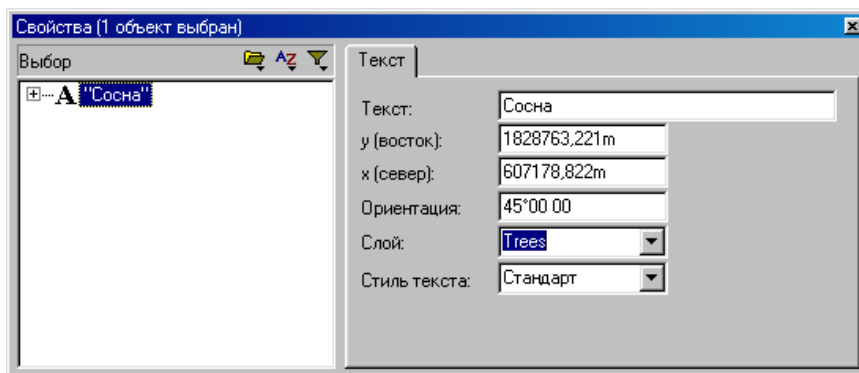 Свойства (1 объект выбран)
Выбор
"Сосна"
Текст
Текст: Сосна
y (восток): 1828763,221m
x (север): 607178,822m
Ориентация: 45°00 00
Слой: Trees
Стиль текста: Стандарт